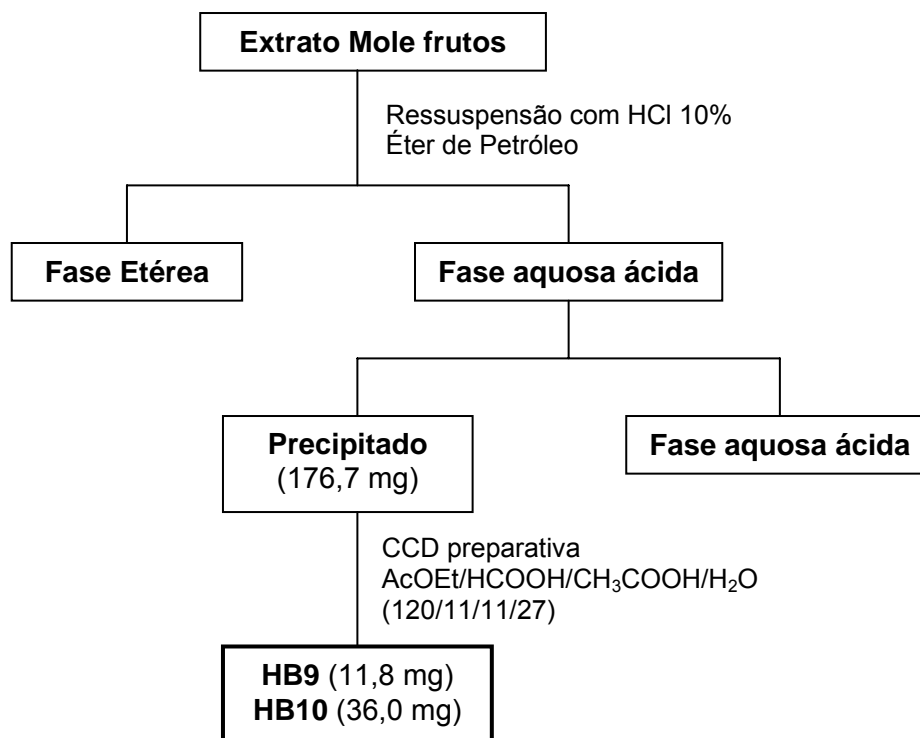 Extrato Mole frutos
Ressuspensão com HCl 10%
Éter de Petróleo
Fase Etérea
Fase aquosa ácida
Precipitado
(176,7 mg)
Fase aquosa ácida
CCD preparativa
AcOEt/HCOOH/CH₃COOH/H₂O
(120/11/11/27)
HB9 (11,8 mg)
HB10 (36,0 mg)